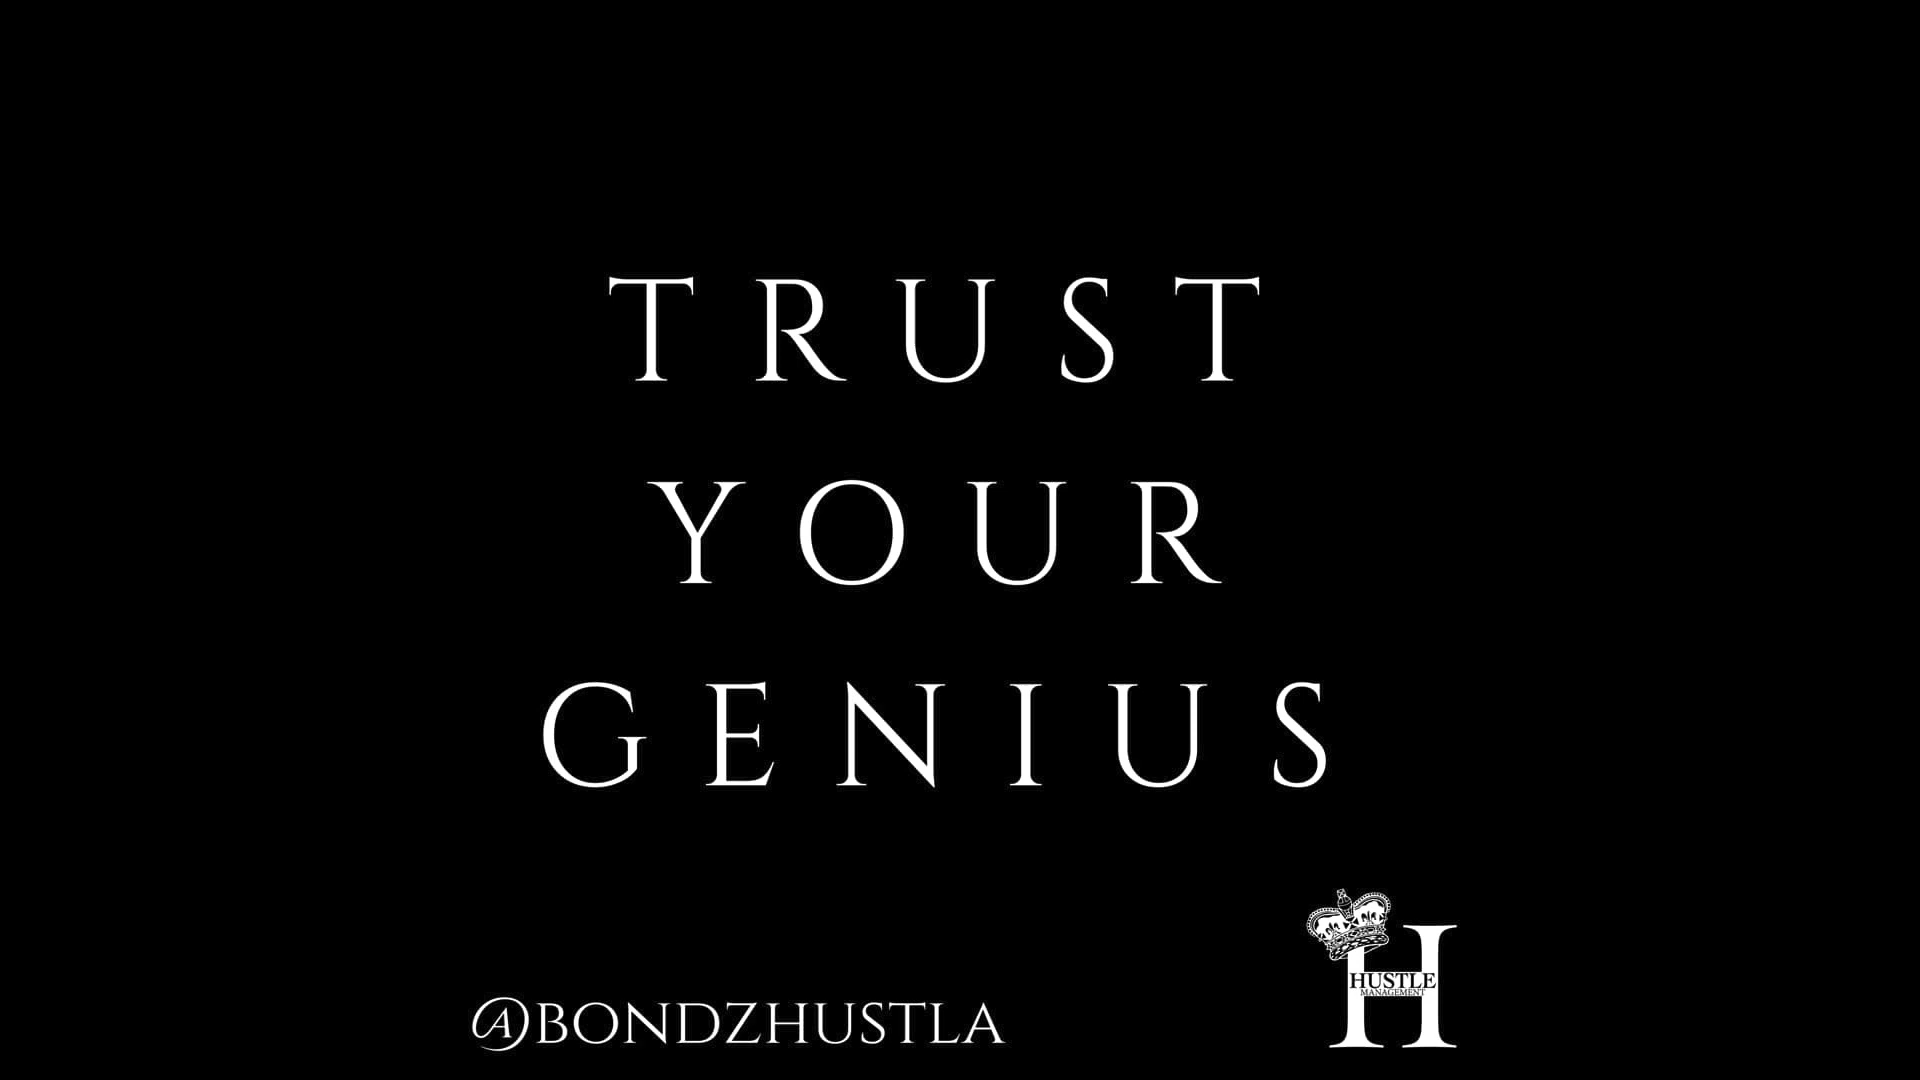 TRUST
YOUR
GENIUS
@BONDZHUSTLA
H
HUSTLE
MANAGEMENT